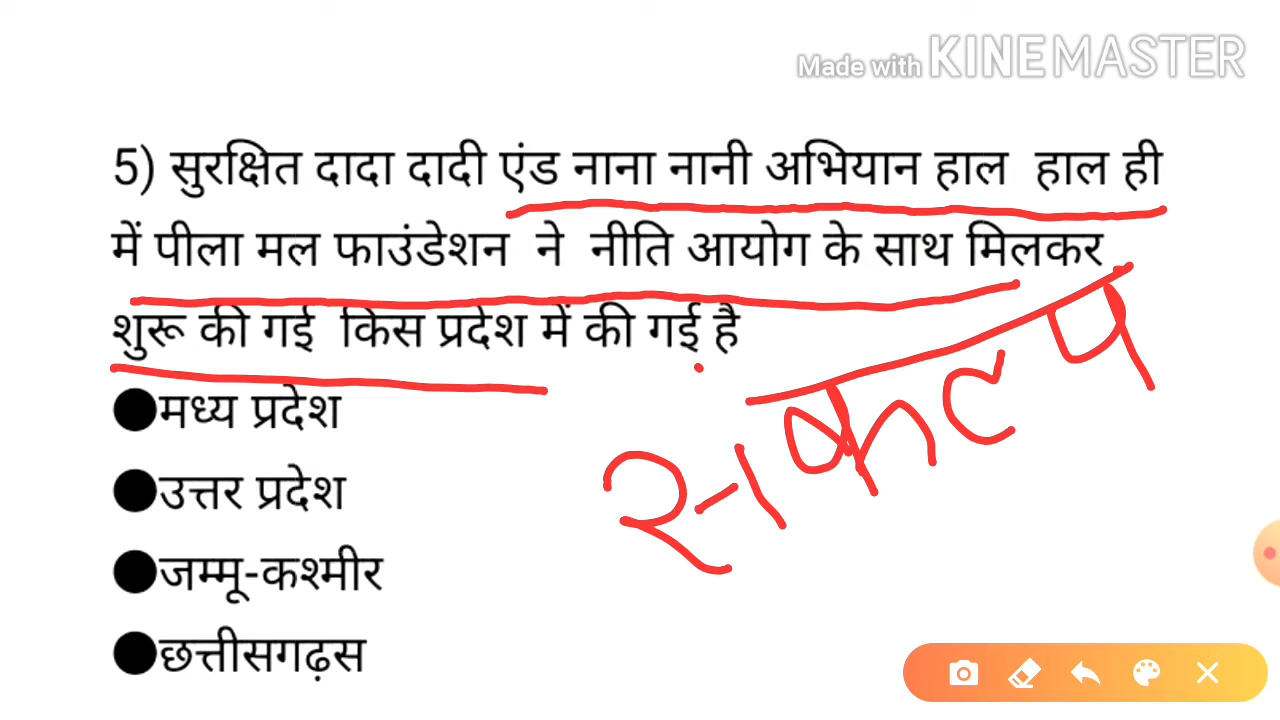 Made with KINEMASTER
5) सुरक्षित दादा दादी एंड नाना नानी अभियान हाल हाल ही
में पीला मल फाउंडेशन ने नीति आयोग के साथ मिलकर
शुरू की गई किस प्रदेश में की गई है
●मध्य प्रदेश
●उत्तर प्रदेश
●जम्मू-कश्मीर
●छत्तीसगढ़स
संकल्प